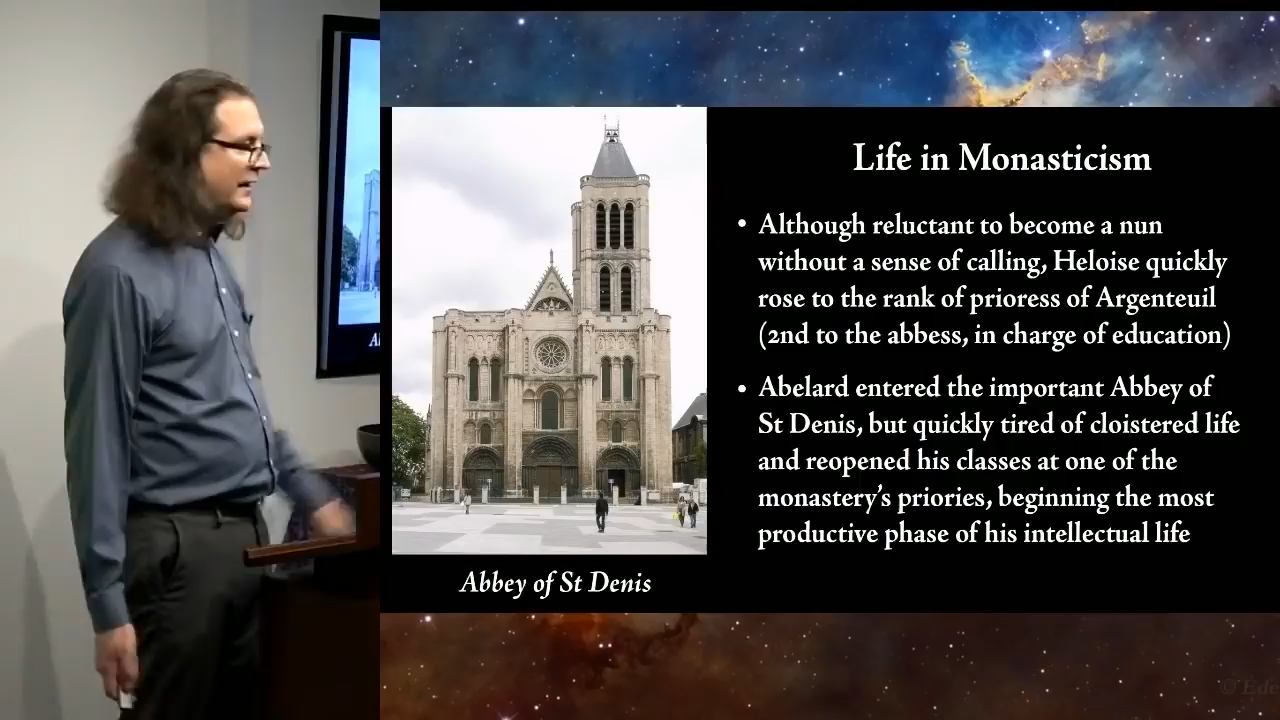 Life in Monasticism
• Although reluctant to become a nun
without a sense of calling, Heloise quickly
rose to the rank of prioress of Argenteuil
(2nd to the abbess, in charge of education)
• Abelard entered the important Abbey of
St Denis, but quickly tired of cloistered life
and reopened his classes at one of the
monastery's priories, beginning the most
productive phase of his intellectual life
Abbey of St Denis